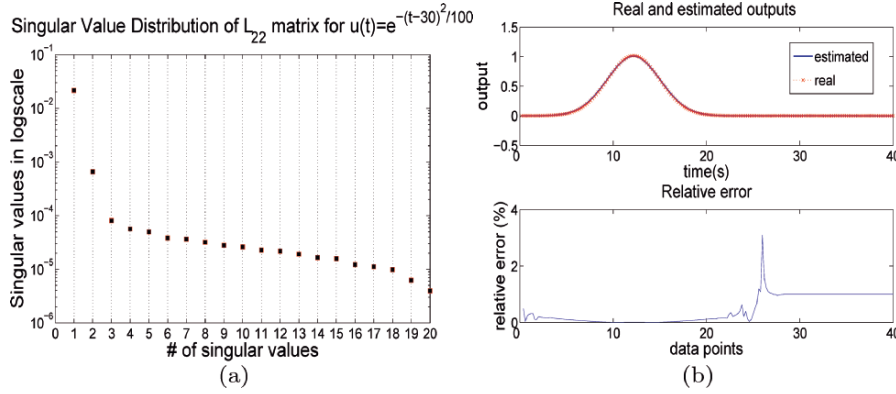 Singular Value Distribution of L₂₂ matrix for u(t)=e^{-(t-30)²/100}
Singular values in logscale
10⁻¹
10⁻²
10⁻³
10⁻⁴
10⁻⁵
10⁻⁶
0 1 2 3 4 5 6 7 8 9 10 11 12 13 14 15 16 17 18 19 20
# of singular values
(a)
Real and estimated outputs
output
1.5
1
0.5
0
-0.5
estimated
real
0 10 20 30 40
time(s)
Relative error
relative error (%)
4
2
0
0 10 20 30 40
data points
(b)